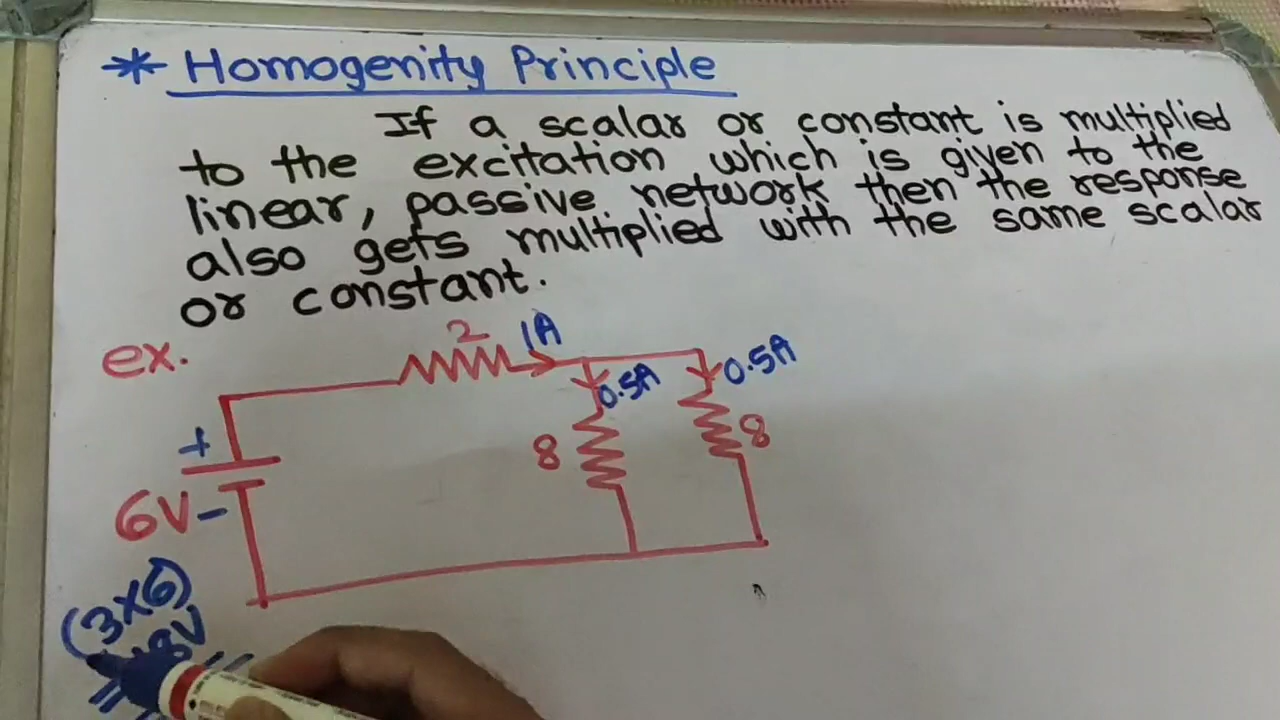 * Homogenity Principle
If a scalar or constant is multiplied
to the excitation which is given to the
linear, passive network then the response
also gets multiplied with the same scalar
or constant.
ex.
2
1A
0.5A
0.5A
8
8
+
6V -
(3x6)